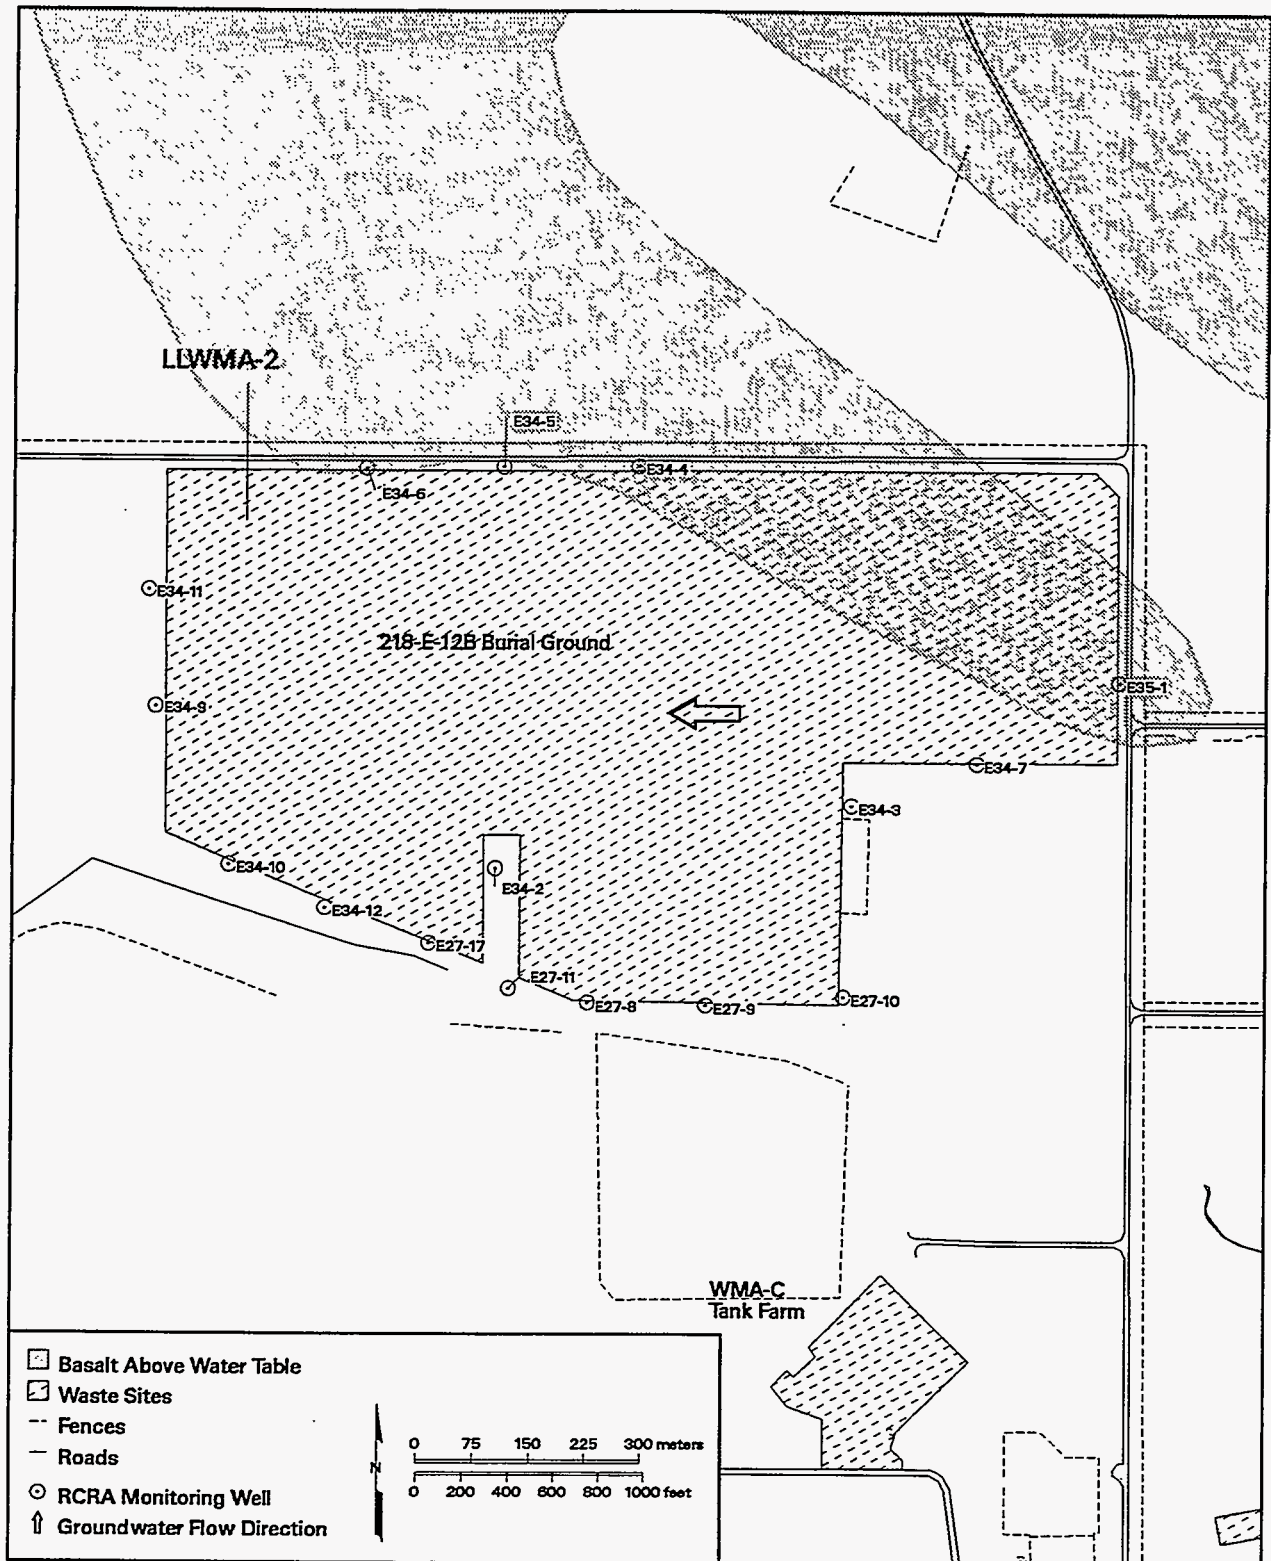 LLWMA-2
E34-5
E34-4
E34-6
E34-11
218-E-12B Burial Ground
E35-1
E34-9
E34-7
E34-3
E34-10
E34-2
E34-12
E27-17
E27-11
E27-8
E27-9
E27-10
WMA-C
Tank Farm
Basalt Above Water Table
Waste Sites
Fences
Roads
RCRA Monitoring Well
Groundwater Flow Direction
N
0 75 150 225 300 meters
0 200 400 600 800 1000 feet